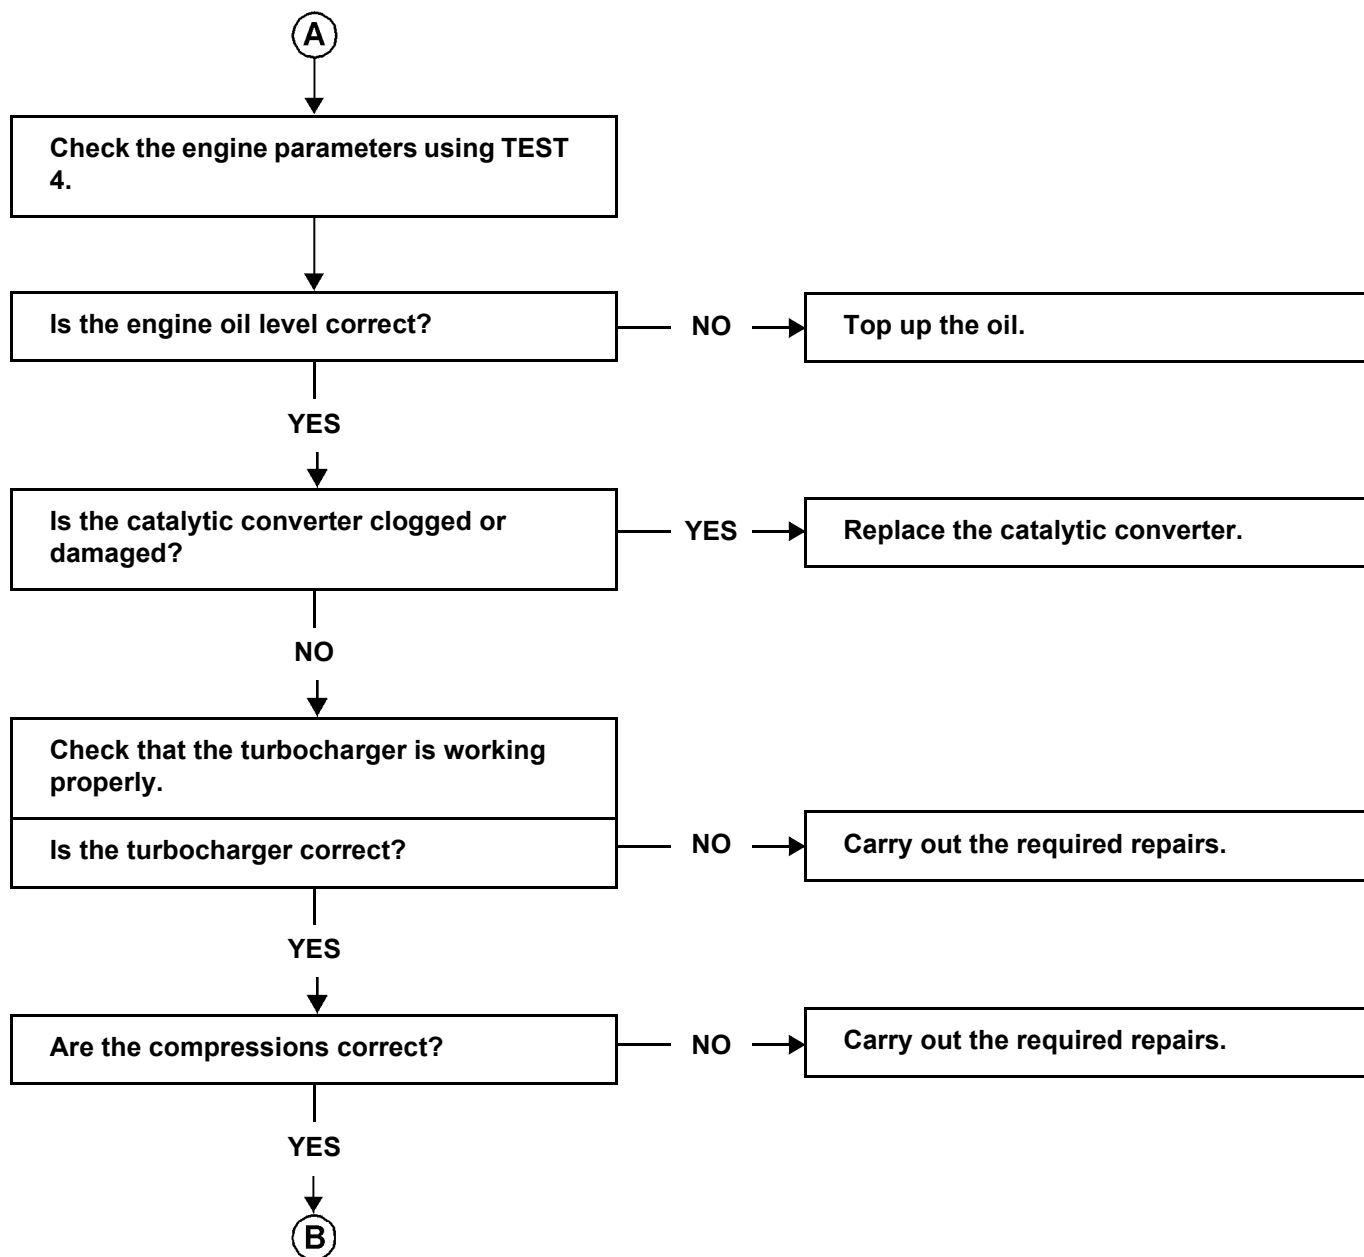 A
Check the engine parameters using TEST
4.
Is the engine oil level correct?
NO
Top up the oil.
YES
Is the catalytic converter clogged or
damaged?
YES
Replace the catalytic converter.
NO
Check that the turbocharger is working
properly.
Is the turbocharger correct?
NO
Carry out the required repairs.
YES
Are the compressions correct?
NO
Carry out the required repairs.
YES
B